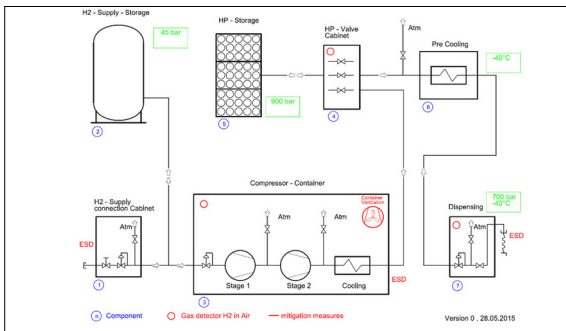 H2 - Supply - Storage
45 bar
2
HP - Storage
900 bar
5
HP - Valve
Cabinet
4
Atm
Pre Cooling
-40°C
6
H2 - Supply
connection Cabinet
Atm
ESD
1
Compressor - Container
Container
Ventilation
Atm
Atm
Stage 1
Stage 2
Cooling
ESD
3
Dispensing
700 bar
-40°C
Atm
ESD
7
n Component
Gas detector H2 in Air
mitigation measures
Version 0 , 28.05.2015